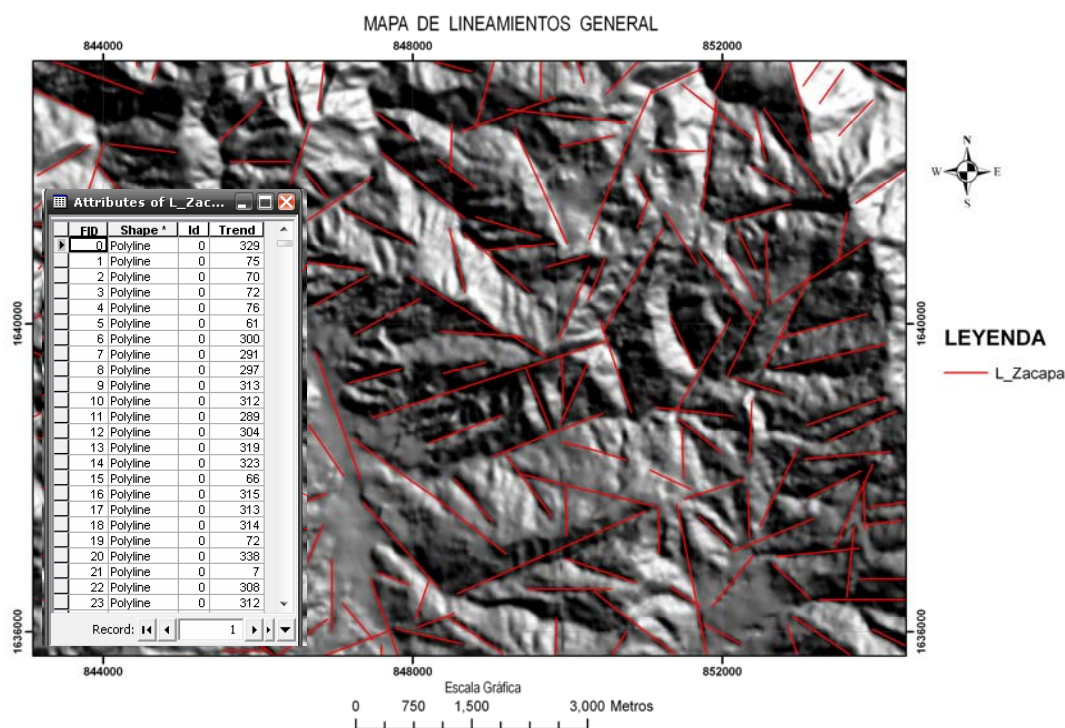 MAPA DE LINEAMIENTOS GENERAL
844000 848000 852000
N
W E
S
Attributes of L_Zac...
FID Shape * Id Trend
0 Polyline 0 329
1 Polyline 0 75
2 Polyline 0 70
3 Polyline 0 72
4 Polyline 0 76
5 Polyline 0 61
6 Polyline 0 300
7 Polyline 0 291
8 Polyline 0 297
9 Polyline 0 313
10 Polyline 0 312
11 Polyline 0 289
12 Polyline 0 304
13 Polyline 0 319
14 Polyline 0 323
15 Polyline 0 66
16 Polyline 0 315
17 Polyline 0 313
18 Polyline 0 314
19 Polyline 0 72
20 Polyline 0 338
21 Polyline 0 7
22 Polyline 0 308
23 Polyline 0 312
Record: 1
1640000 1640000
LEYENDA
L_Zacapa
1636000 1636000
844000 848000 852000
Escala Gráfica
0 750 1,500 3,000 Metros